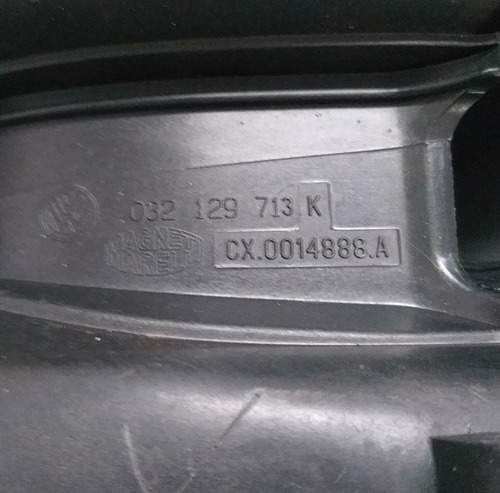 032 129 713 K
MAGNETI
MARELLI
CX.0014888.A